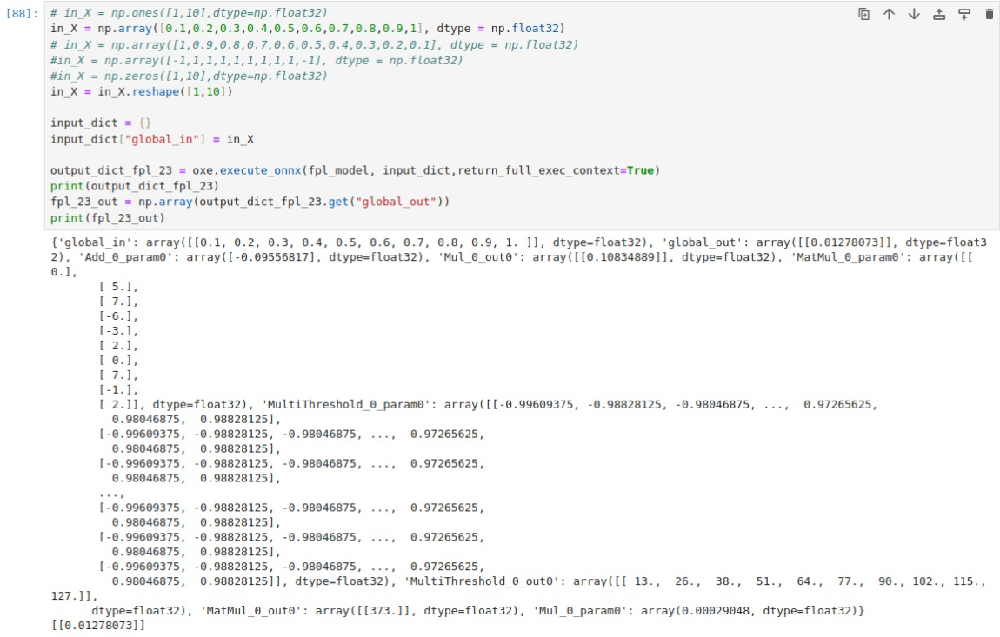 [88]: # in_X = np.ones([1,10],dtype=np.float32)
in_X = np.array([0.1,0.2,0.3,0.4,0.5,0.6,0.7,0.8,0.9,1], dtype = np.float32)
# in_X = np.array([1,0.9,0.8,0.7,0.6,0.5,0.4,0.3,0.2,0.1], dtype = np.float32)
#in_X = np.array([-1,1,1,1,1,1,1,1,1,-1], dtype = np.float32)
#in_X = np.zeros([1,10],dtype=np.float32)
in_X = in_X.reshape([1,10])

input_dict = {}
input_dict["global_in"] = in_X

output_dict_fpl_23 = oxe.execute_onnx(fpl_model, input_dict,return_full_exec_context=True)
print(output_dict_fpl_23)
fpl_23_out = np.array(output_dict_fpl_23.get("global_out"))
print(fpl_23_out)
{'global_in': array([[0.1, 0.2, 0.3, 0.4, 0.5, 0.6, 0.7, 0.8, 0.9, 1. ]], dtype=float32), 'global_out': array([[0.01278073]], dtype=float3
2), 'Add_0_param0': array([-0.09556817], dtype=float32), 'Mul_0_out0': array([[0.10834889]], dtype=float32), 'MatMul_0_param0': array([[
0.],
[ 5.],
[-7.],
[-6.],
[-3.],
[ 2.],
[ 0.],
[ 7.],
[-1.],
[ 2.]], dtype=float32), 'MultiThreshold_0_param0': array([[-0.99609375, -0.98828125, -0.98046875, ..., 0.97265625,
0.98046875, 0.98828125],
[-0.99609375, -0.98828125, -0.98046875, ..., 0.97265625,
0.98046875, 0.98828125],
[-0.99609375, -0.98828125, -0.98046875, ..., 0.97265625,
0.98046875, 0.98828125],
...,
[-0.99609375, -0.98828125, -0.98046875, ..., 0.97265625,
0.98046875, 0.98828125],
[-0.99609375, -0.98828125, -0.98046875, ..., 0.97265625,
0.98046875, 0.98828125],
[-0.99609375, -0.98828125, -0.98046875, ..., 0.97265625,
0.98046875, 0.98828125]], dtype=float32), 'MultiThreshold_0_out0': array([[ 13., 26., 38., 51., 64., 77., 90., 102., 115.,
127.]],
dtype=float32), 'MatMul_0_out0': array([[373.]], dtype=float32), 'Mul_0_param0': array(0.00029048, dtype=float32)}
[[0.01278073]]